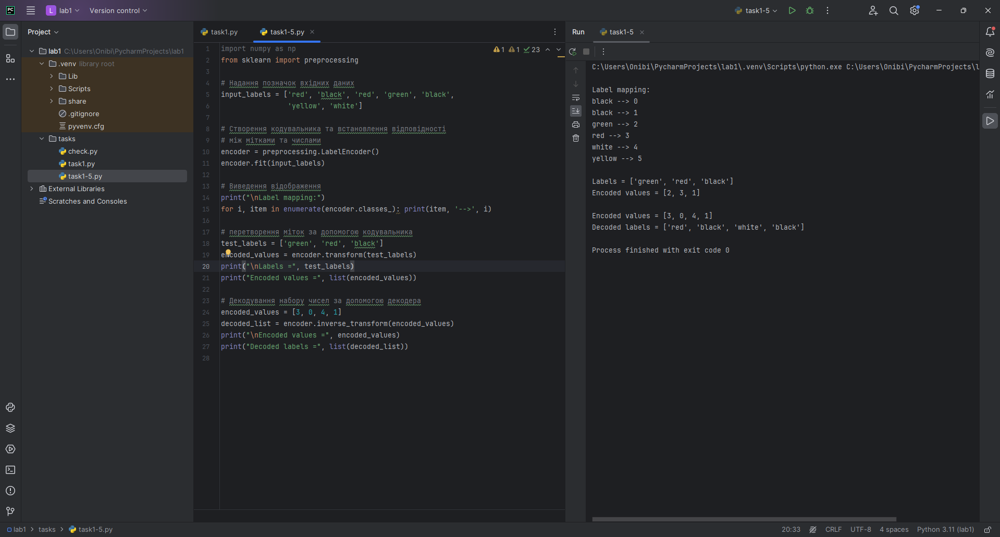 PC
L lab1 Version control
task1-5
Project
lab1 C:\Users\Onibi\PycharmProjects\lab1
.venv library root
Lib
Scripts
share
.gitignore
pyvenv.cfg
tasks
check.py
task1.py
task1-5.py
External Libraries
Scratches and Consoles
task1.py
task1-5.py
1 1 23
1 import numpy as np
2 from sklearn import preprocessing
3
4 # Надання позначок вхідних даних
5 input_labels = ['red', 'black', 'red', 'green', 'black',
6 'yellow', 'white']
7
8 # Створення кодувальника та встановлення відповідності
9 # між мітками та числами
10 encoder = preprocessing.LabelEncoder()
11 encoder.fit(input_labels)
12
13 # Виведення відображення
14 print("\nLabel mapping:")
15 for i, item in enumerate(encoder.classes_): print(item, '-->', i)
16
17 # перетворення міток за допомогою кодувальника
18 test_labels = ['green', 'red', 'black']
19 encoded_values = encoder.transform(test_labels)
20 print("\nLabels =", test_labels)
21 print("Encoded values =", list(encoded_values))
22
23 # Декодування набору чисел за допомогою декодера
24 encoded_values = [3, 0, 4, 1]
25 decoded_list = encoder.inverse_transform(encoded_values)
26 print("\nEncoded values =", encoded_values)
27 print("Decoded labels =", list(decoded_list))
28
Run task1-5
C:\Users\Onibi\PycharmProjects\lab1\.venv\Scripts\python.exe C:\Users\Onibi\PycharmProjects\l
Label mapping:
black --> 0
black --> 1
green --> 2
red --> 3
white --> 4
yellow --> 5
Labels = ['green', 'red', 'black']
Encoded values = [2, 3, 1]
Encoded values = [3, 0, 4, 1]
Decoded labels = ['red', 'black', 'white', 'black']
Process finished with exit code 0
lab1 > tasks > task1-5.py
20:33 CRLF UTF-8 4 spaces Python 3.11 (lab1)